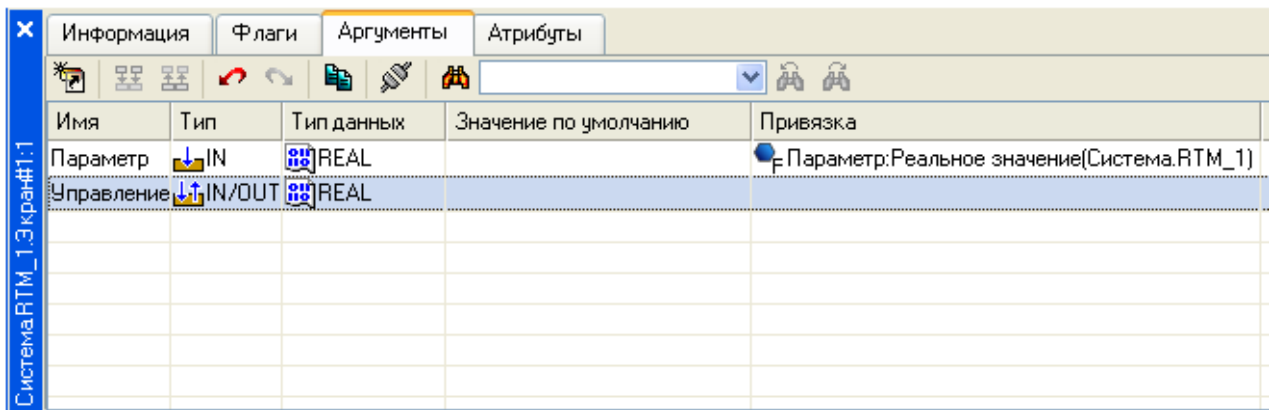 Информация Флаги Аргументы Атрибуты
Имя Тип Тип данных Значение по умолчанию Привязка
Параметр IN REAL F Параметр:Реальное значение(Система.RTM_1)
Управление IN/OUT REAL
Система.RTM_1.Экран#1:1